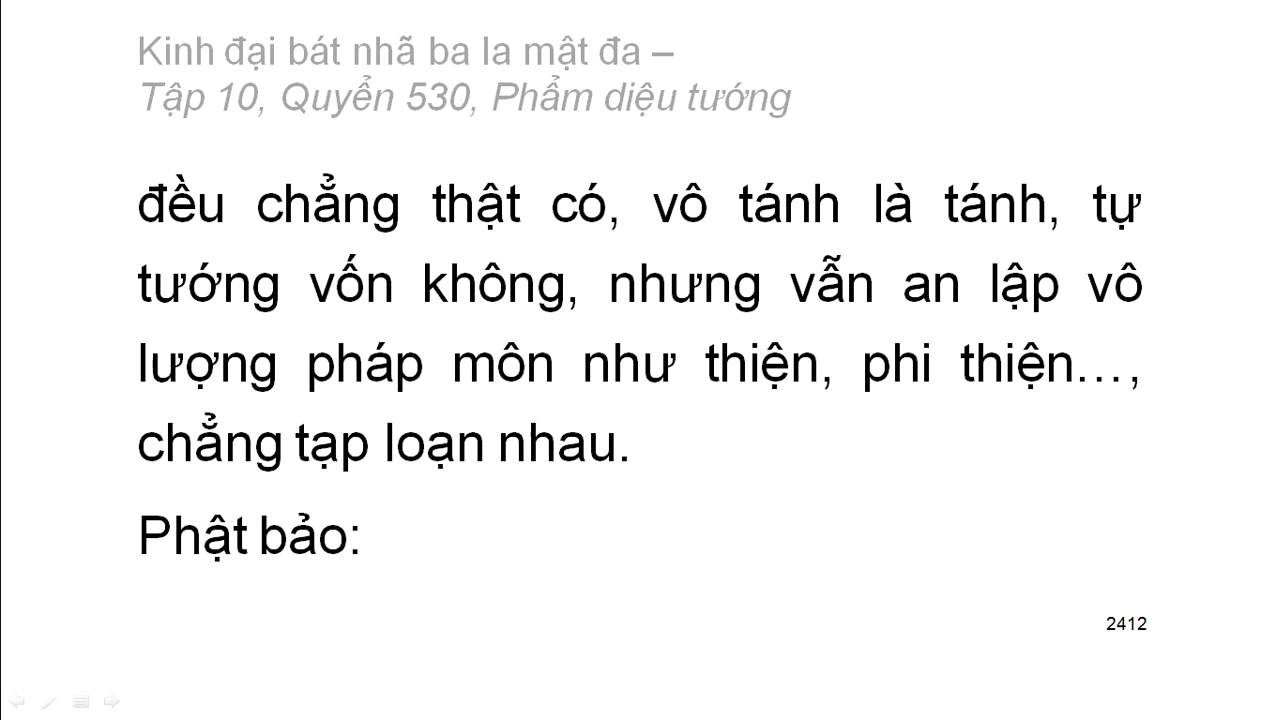 Kinh đại bát nhã ba la mật đa –
Tập 10, Quyển 530, Phẩm diệu tướng
đều chẳng thật có, vô tánh là tánh, tự
tướng vốn không, nhưng vẫn an lập vô
lượng pháp môn như thiện, phi thiện…,
chẳng tạp loạn nhau.
Phật bảo:
2412